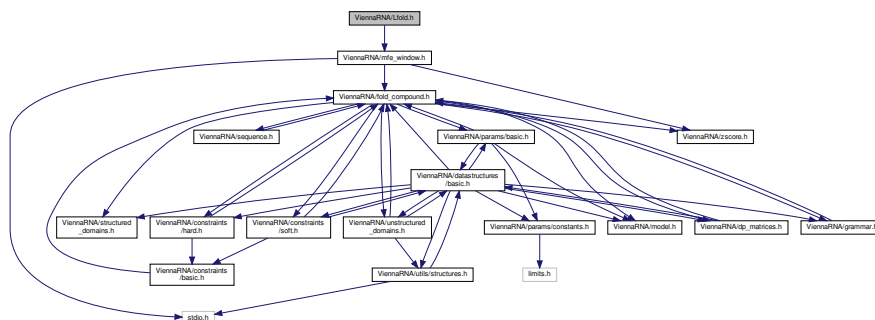 ViennaRNA/Lfold.h
ViennaRNA/mfe_window.h
ViennaRNA/fold_compound.h
ViennaRNA/sequence.h
ViennaRNA/params/basic.h
ViennaRNA/zscore.h
ViennaRNA/datastructures
/basic.h
ViennaRNA/structured
_domains.h
ViennaRNA/constraints
/hard.h
ViennaRNA/constraints
/soft.h
ViennaRNA/unstructured
_domains.h
ViennaRNA/params/constants.h
ViennaRNA/model.h
ViennaRNA/dp_matrices.h
ViennaRNA/grammar.h
ViennaRNA/constraints
/basic.h
ViennaRNA/utils/structures.h
limits.h
stdio.h